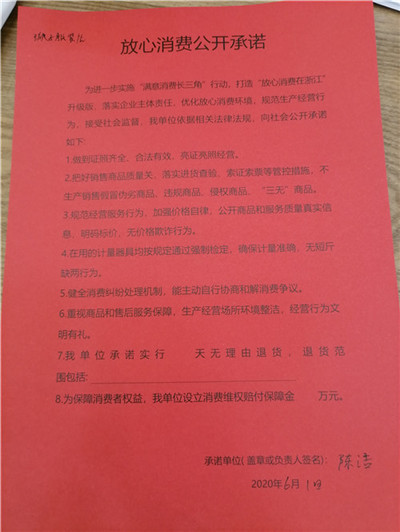 放心消费公开承诺
为进一步实施“满意消费长三角”行动，打造“放心消费在浙江”
升级版，落实企业主体责任，优化放心消费环境，规范生产经营行
为，接受社会监督，我单位依据相关法律法规，向社会公开承诺
如下：
1.做到证照齐全、合法有效、亮证亮照经营。
2.把好销售商品质量关，落实进货查验、索证索票等管控措施，不
生产销售假冒伪劣商品、违规商品、侵权商品、“三无”商品。
3.规范经营服务行为，加强价格自律，公开商品和服务质量真实信
息，明码标价，无价格欺诈行为。
4.在用的计量器具均按规定通过强制检定，确保计量准确，无短斤
缺两行为。
5.健全消费纠纷处理机制，能主动自行协商和解消费争议。
6.重视商品和售后服务保障，生产经营场所环境整洁、经营行为文
明有礼。
7.我单位承诺实行 天无理由退货，退货范
围包括:
8.为保障消费者权益，我单位设立消费维权赔付保障金 万元。
承诺单位(盖章或负责人签名)：陈洁
2020年6月1日